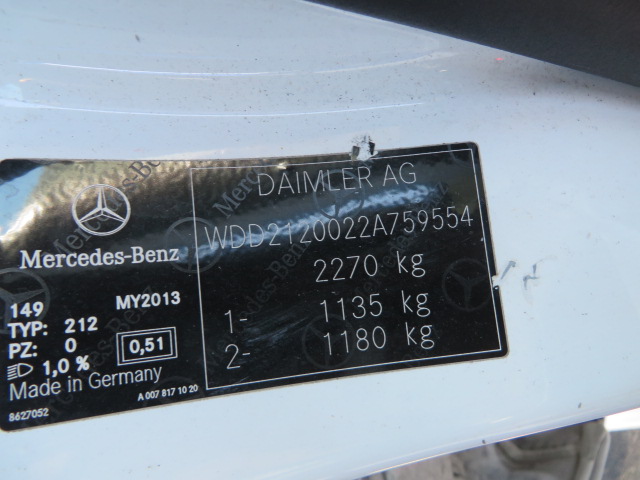 DAIMLER AG
WDD2120022A759554
2270 kg
1- 1135 kg
2- 1180 kg
Mercedes-Benz
149 MY2013
TYP: 212
PZ: 0
0,51
1,0 %
Made in Germany
8627052
A 007 817 10 20